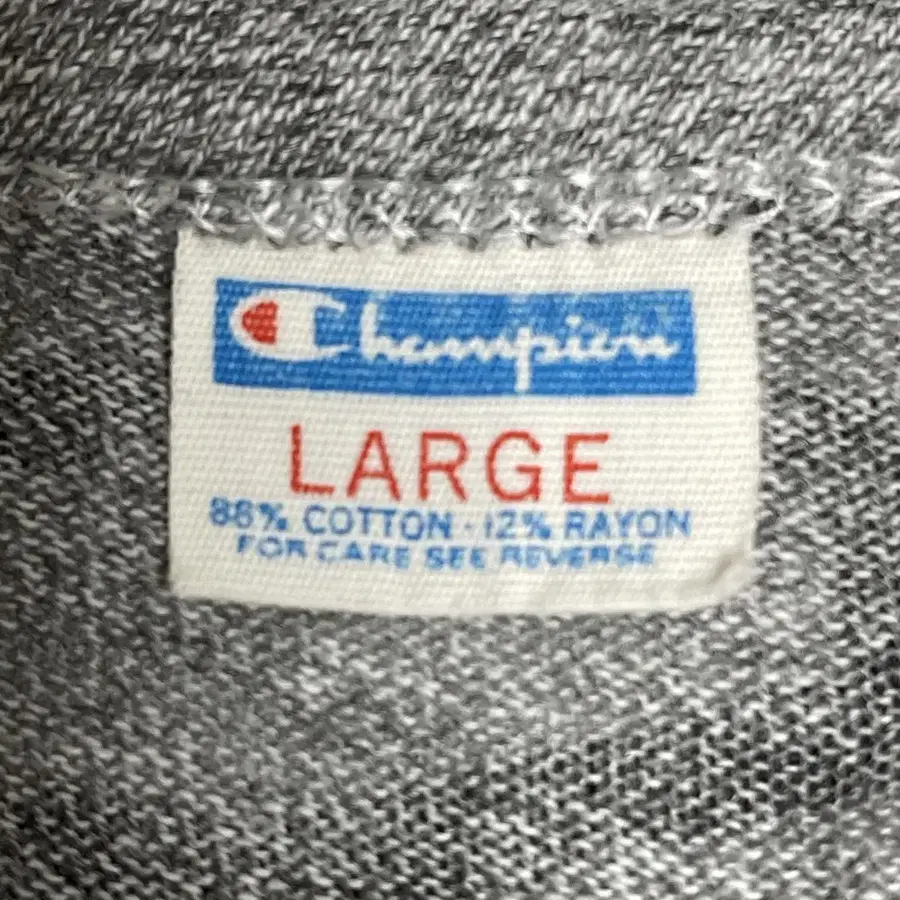 Champion
LARGE
88% COTTON - 12% RAYON
FOR CARE SEE REVERSE